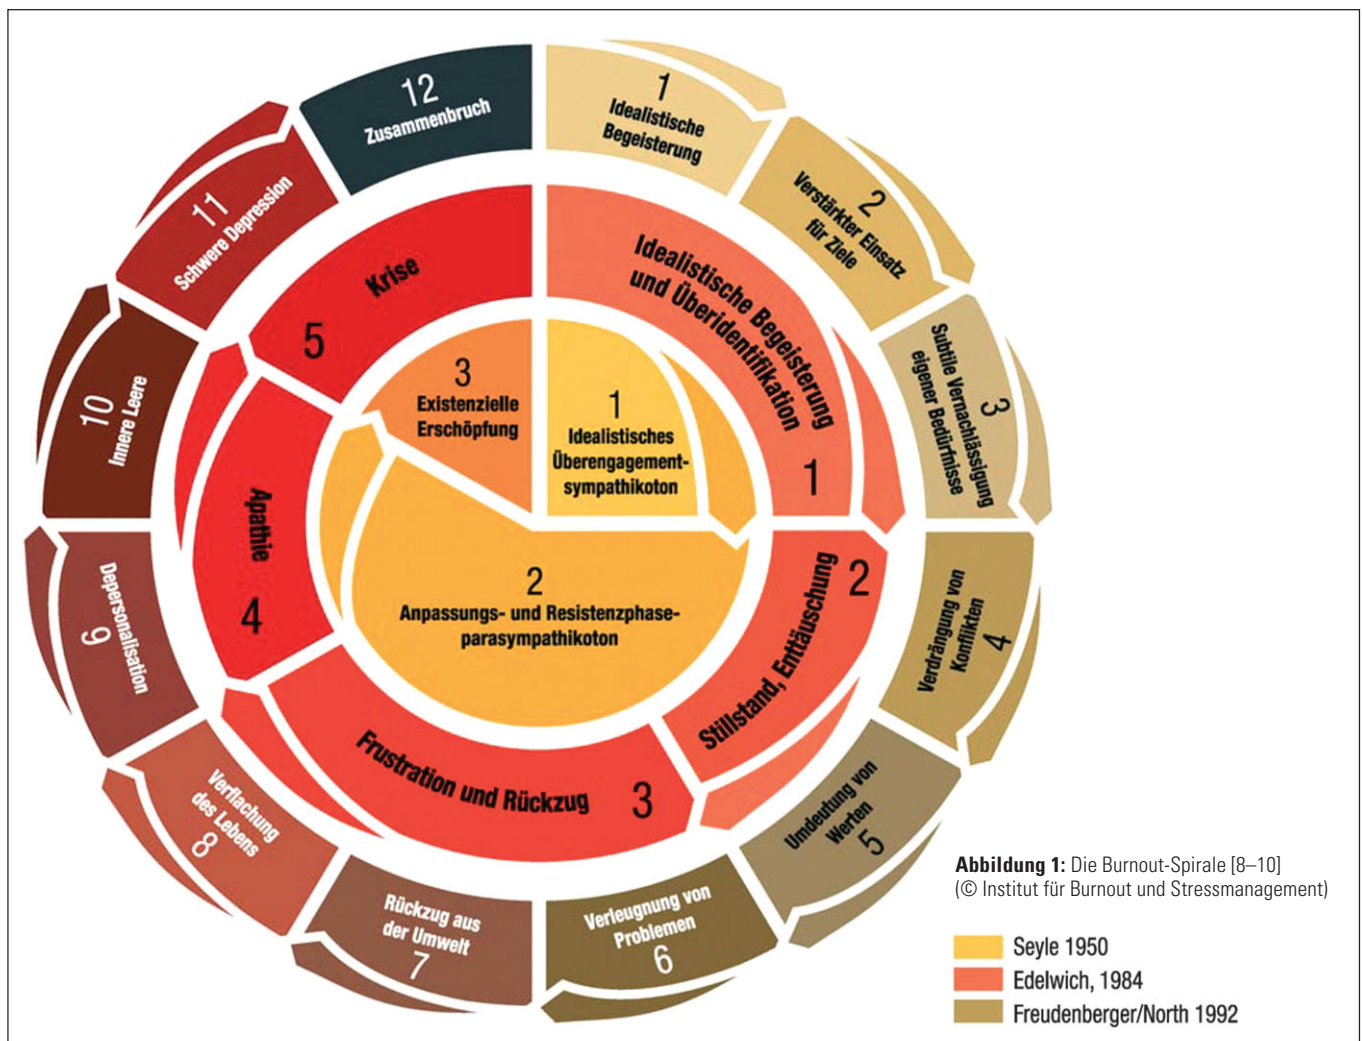 12
Zusammenbruch
1
Idealistische
Begeisterung
2
Verstärkter Einsatz
für Ziele
3
Subtile Vernachlässigung
eigener Bedürfnisse
4
Verdrängung von
Konflikten
5
Umdeutung von
Werten
6
Verleugnung von
Problemen
7
Rückzug aus
der Umwelt
8
Verflachung
des Lebens
9
Depersonalisation
10
Innere Leere
11
Schwere Depression
1
Idealistische Begeisterung
und Überidentifikation
2
Stillstand, Enttäuschung
3
Frustration und Rückzug
4
Apathie
5
Krise
1
Idealistisches
Überengagement-
sympathikoton
2
Anpassungs- und Resistenzphase-
parasympathikoton
3
Existenzielle
Erschöpfung
Abbildung 1: Die Burnout-Spirale [8–10]
(© Institut für Burnout und Stressmanagement)
Seyle 1950
Edelwich, 1984
Freudenberger/North 1992